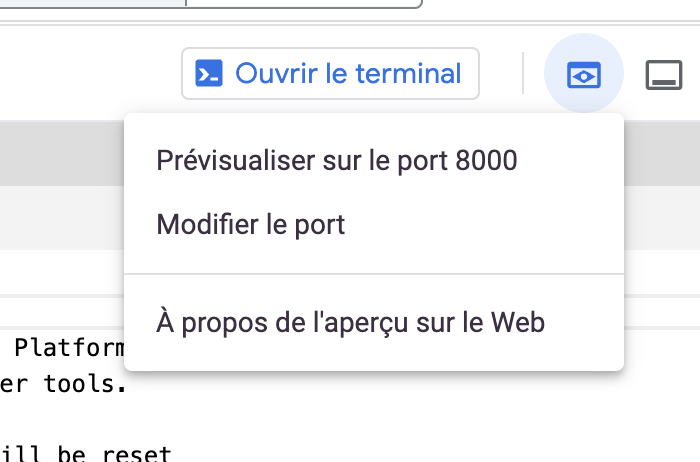 Ouvrir le terminal
Prévisualiser sur le port 8000
Modifier le port
À propos de l'aperçu sur le Web
Platform
er tools.
ill be reset